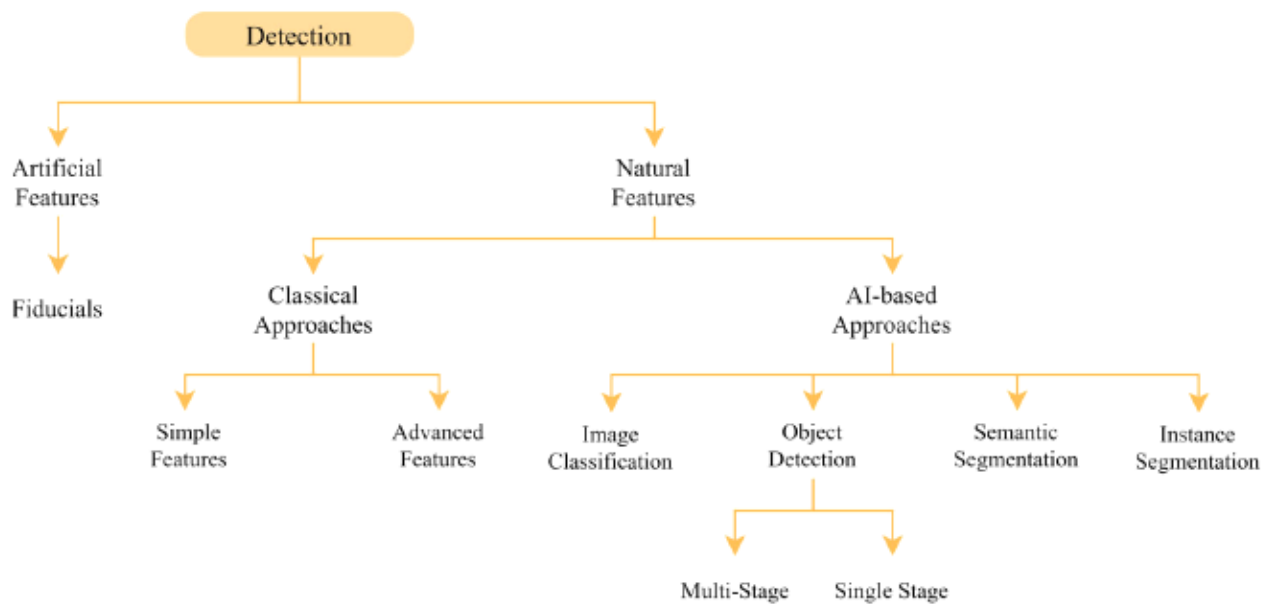 Detection
Artificial
Features
Natural
Features
Fiducials
Classical
Approaches
AI-based
Approaches
Simple
Features
Advanced
Features
Image
Classification
Object
Detection
Semantic
Segmentation
Instance
Segmentation
Multi-Stage
Single Stage